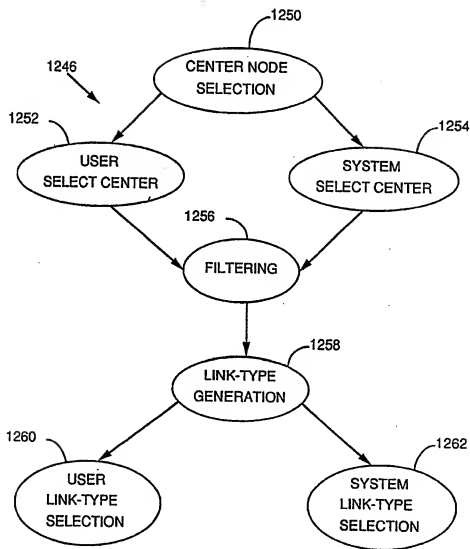 1250
1246
CENTER NODE
SELECTION
1252
1254
USER
SELECT CENTER
SYSTEM
SELECT CENTER
1256
FILTERING
1258
LINK-TYPE
GENERATION
1260
1262
USER
LINK-TYPE
SELECTION
SYSTEM
LINK-TYPE
SELECTION